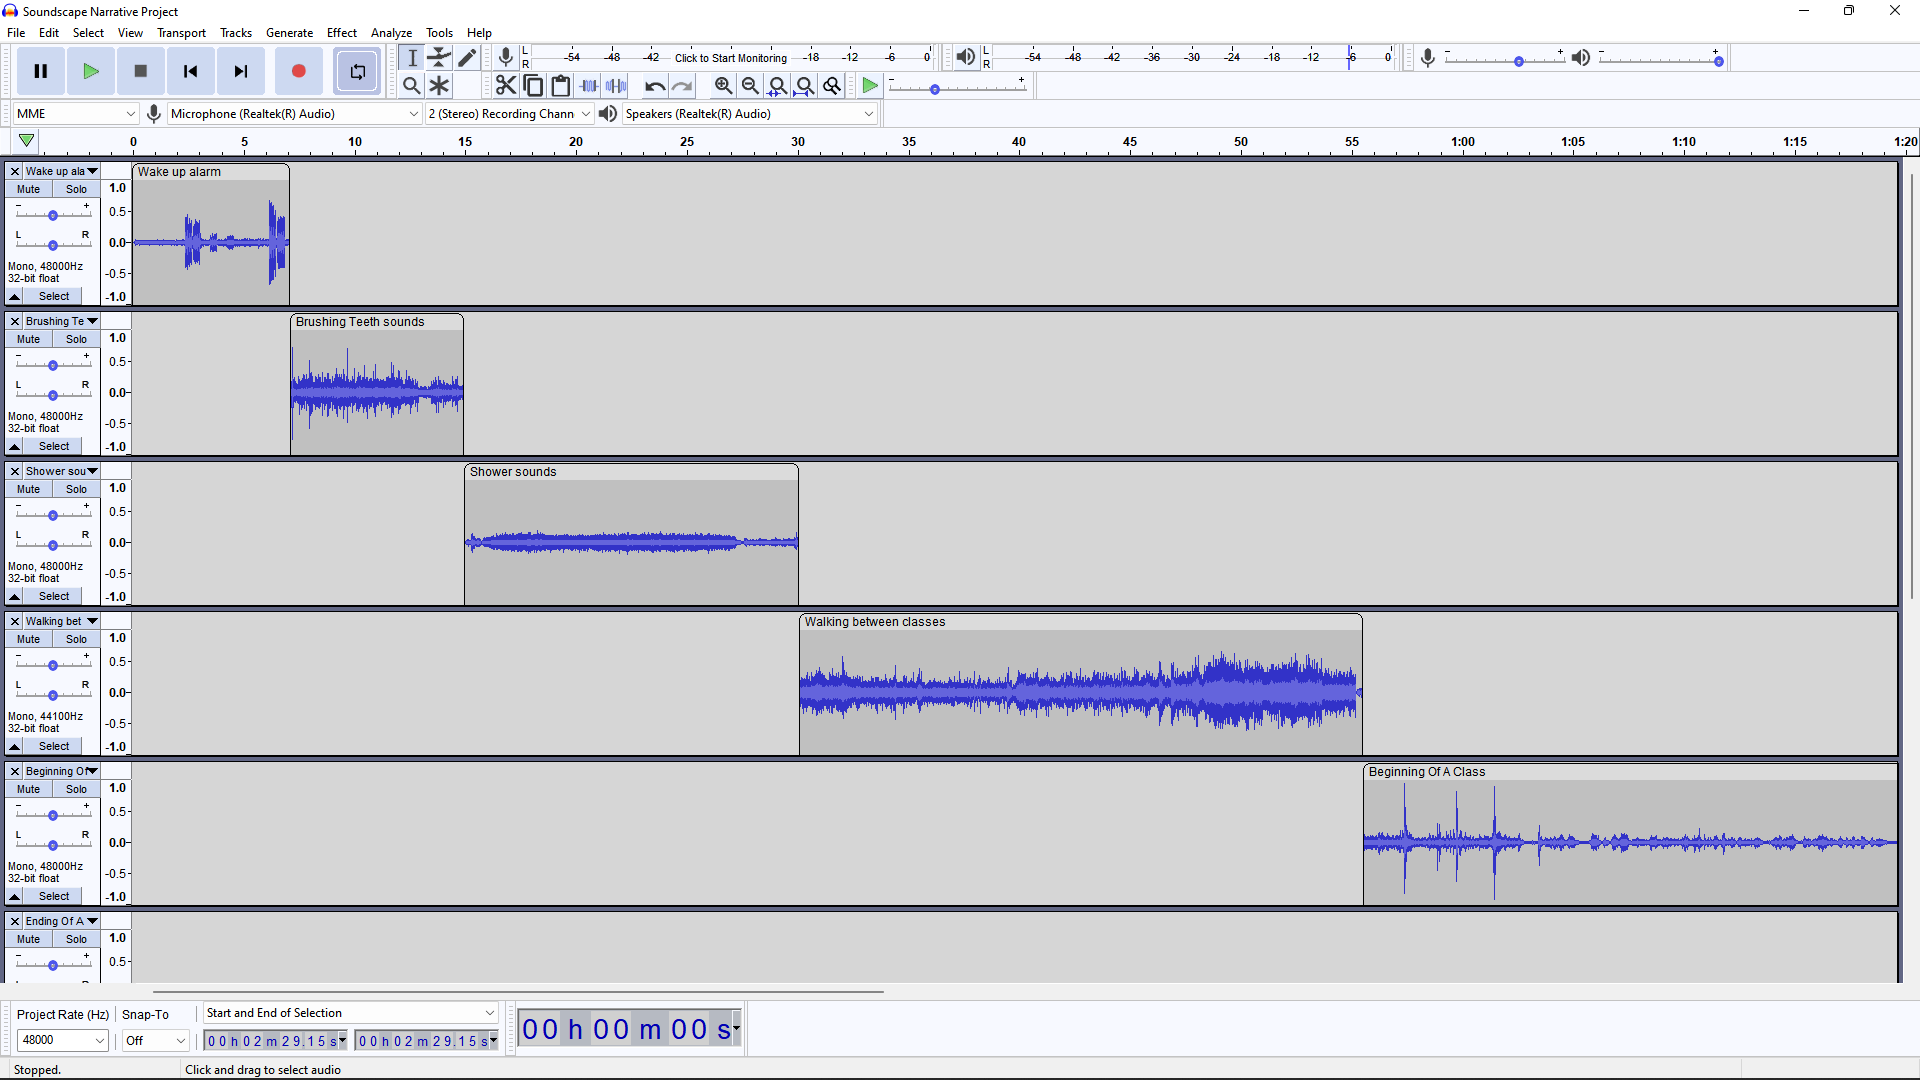 Soundscape Narrative Project
File Edit Select View Transport Tracks Generate Effect Analyze Tools Help
L R -54 -48 -42 Click to Start Monitoring -18 -12 -6 0 L R -54 -48 -42 -36 -30 -24 -18 -12 -6 0
MME Microphone (Realtek(R) Audio) 2 (Stereo) Recording Chann Speakers (Realtek(R) Audio)
0 5 10 15 20 25 30 35 40 45 50 55 1:00 1:05 1:10 1:15 1:20
Wake up ala Wake up alarm
Mute Solo 1.0
- + 0.5
L R 0.0
Mono, 48000Hz
32-bit float -0.5
Select -1.0
Brushing Te Brushing Teeth sounds
Mute Solo 1.0
- + 0.5
L R 0.0
Mono, 48000Hz
32-bit float -0.5
Select -1.0
Shower sou Shower sounds
Mute Solo 1.0
- + 0.5
L R 0.0
Mono, 48000Hz
32-bit float -0.5
Select -1.0
Walking bet Walking between classes
Mute Solo 1.0
- + 0.5
L R 0.0
Mono, 44100Hz
32-bit float -0.5
Select -1.0
Beginning Of Beginning Of A Class
Mute Solo 1.0
- + 0.5
L R 0.0
Mono, 48000Hz
32-bit float -0.5
Select -1.0
Ending Of A
Mute Solo 1.0
- + 0.5
Project Rate (Hz) Snap-To Start and End of Selection
48000 Off 00h02m29.15s 00h02m29.15s 00h00m00s
Stopped. Click and drag to select audio